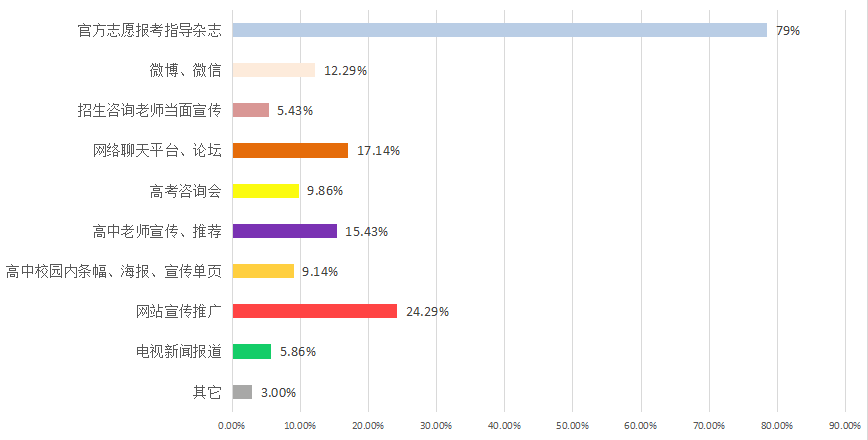 官方志愿报考指导杂志 79%
微博、微信 12.29%
招生咨询老师当面宣传 5.43%
网络聊天平台、论坛 17.14%
高考咨询会 9.86%
高中老师宣传、推荐 15.43%
高中校园内条幅、海报、宣传单页 9.14%
网站宣传推广 24.29%
电视新闻报道 5.86%
其它 3.00%
0.00% 10.00% 20.00% 30.00% 40.00% 50.00% 60.00% 70.00% 80.00% 90.00%